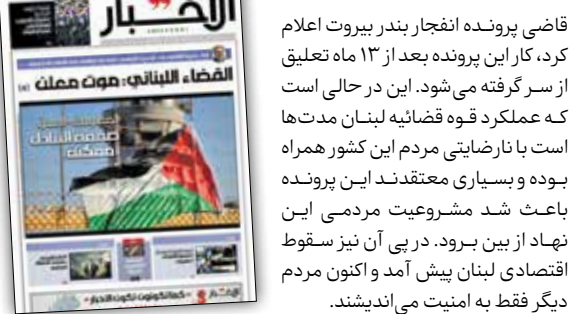 قاضی پرونده انفجار بندر بیروت اعلام
کرد، کار این پرونده بعد از ۱۳ ماه تعلیق
از سر گرفته می‌شود. این در حالی است
که عملکرد قوه قضائیه لبنان مدت‌ها
است با نارضایتی مردم این کشور همراه
بوده و بسیاری معتقدند این پرونده
باعث شد مشروعیت مردمی این
نهاد از بین برود. در پی آن نیز سقوط
اقتصادی لبنان پیش آمد و اکنون مردم
دیگر فقط به امنیت می‌اندیشند.
الأخبار
القضاء اللبناني: موت معلن
صفقة التبادل
ممكنة